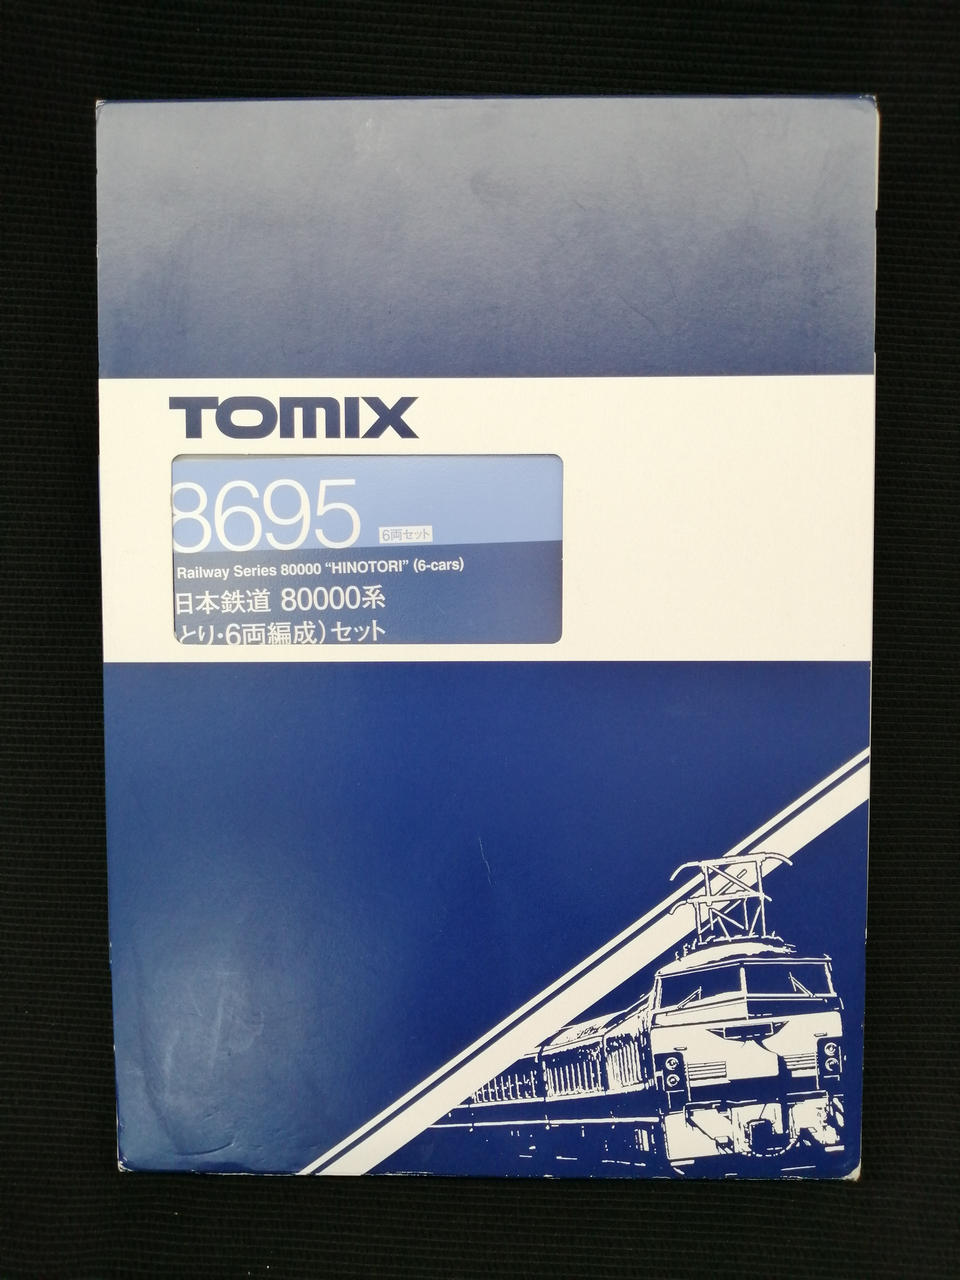 TOMIX
8695 6両セット
Railway Series 80000 “HINOTORI” (6-cars)
日本鉄道 80000系
とり・6両編成）セット